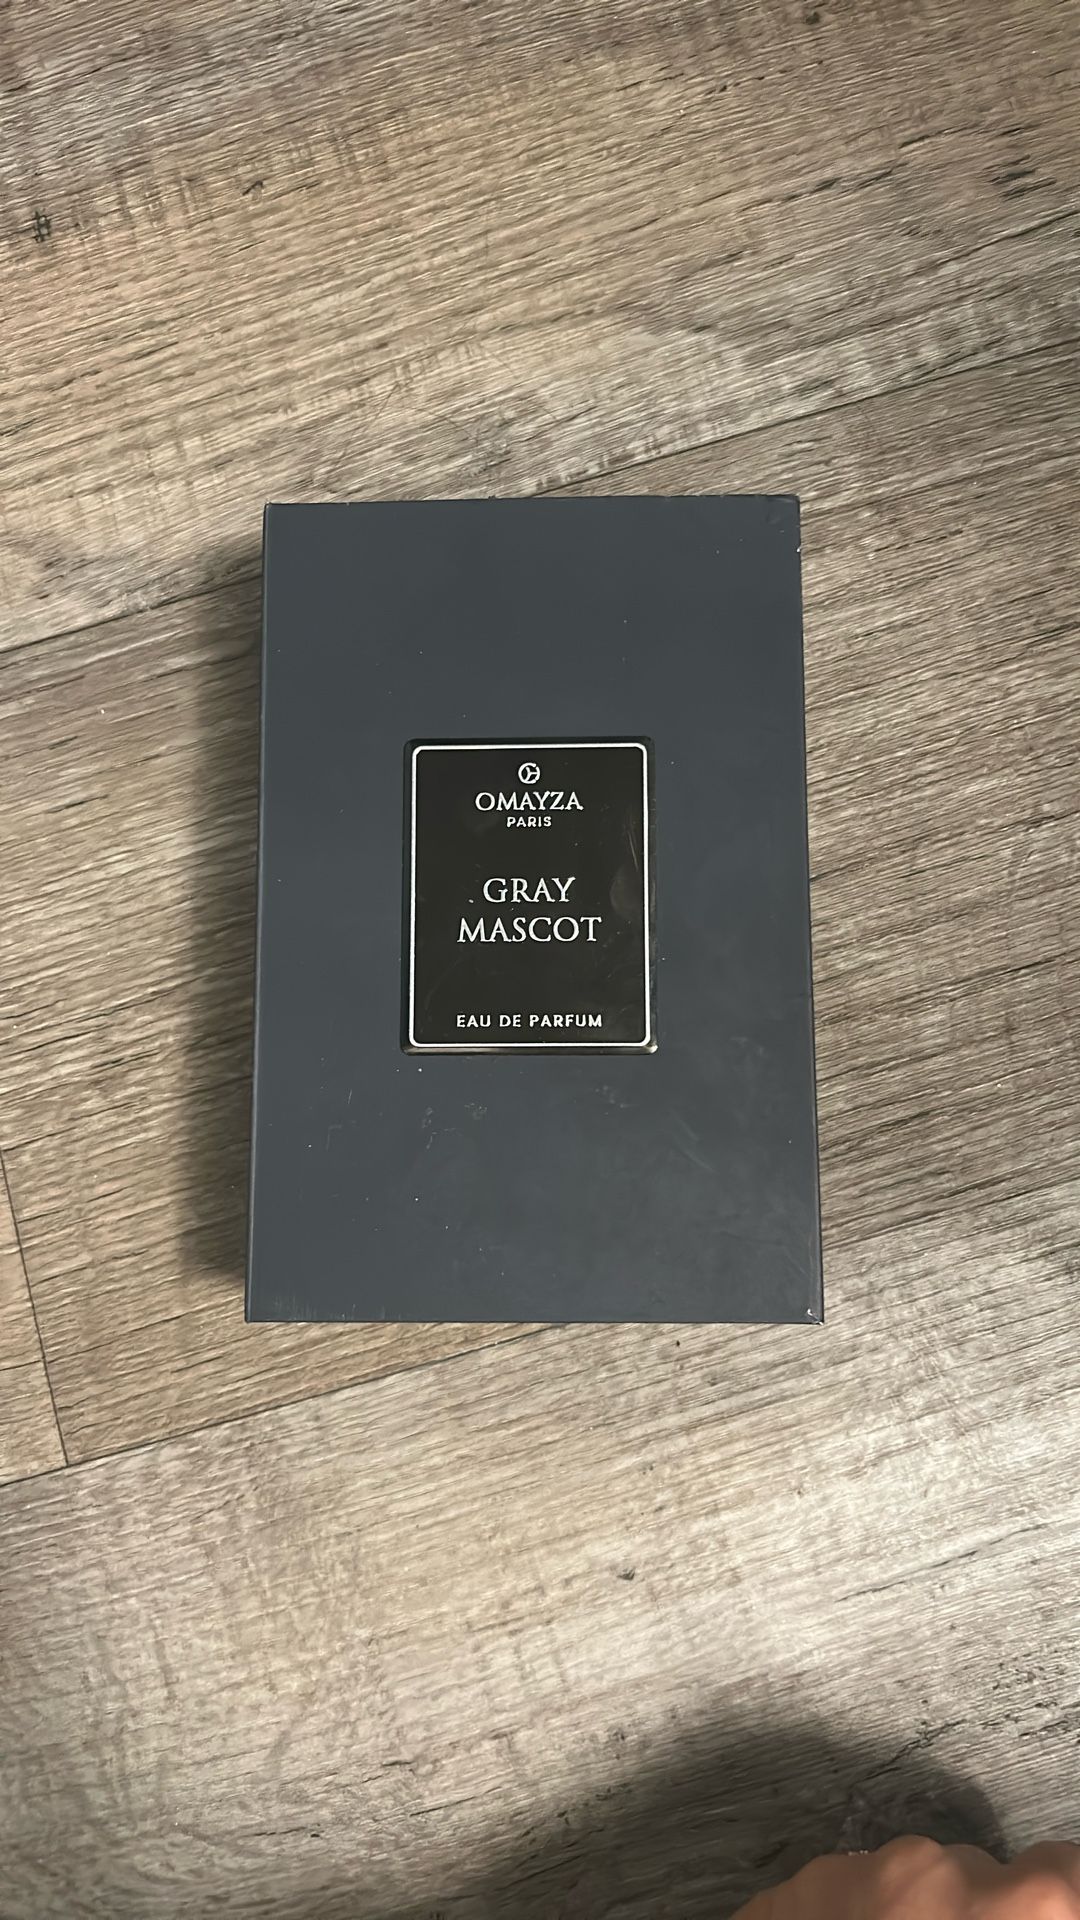 OMAYZA
PARIS
GRAY
MASCOT
EAU DE PARFUM